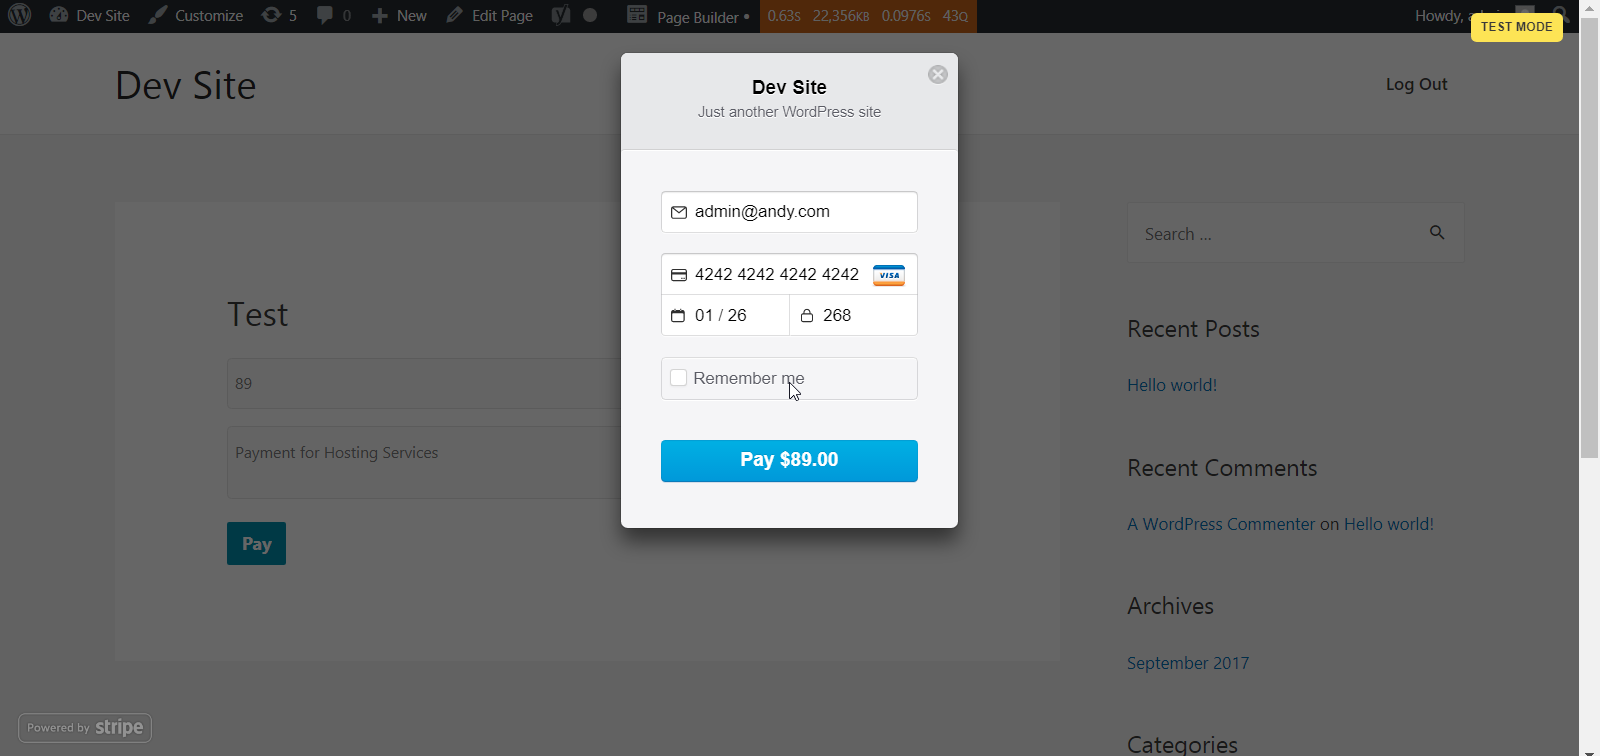 Dev Site Customize 5 0 New Edit Page Page Builder • 0.63S 22,356KB 0.0976S 43Q Howdy,
TEST MODE
Dev Site
Log Out
Dev Site
Just another WordPress site
admin@andy.com
4242 4242 4242 4242 VISA
01 / 26 268
Remember me
Pay $89.00
Test
89
Payment for Hosting Services
Pay
Search ...
Recent Posts
Hello world!
Recent Comments
A WordPress Commenter on Hello world!
Archives
September 2017
Categories
Powered by stripe